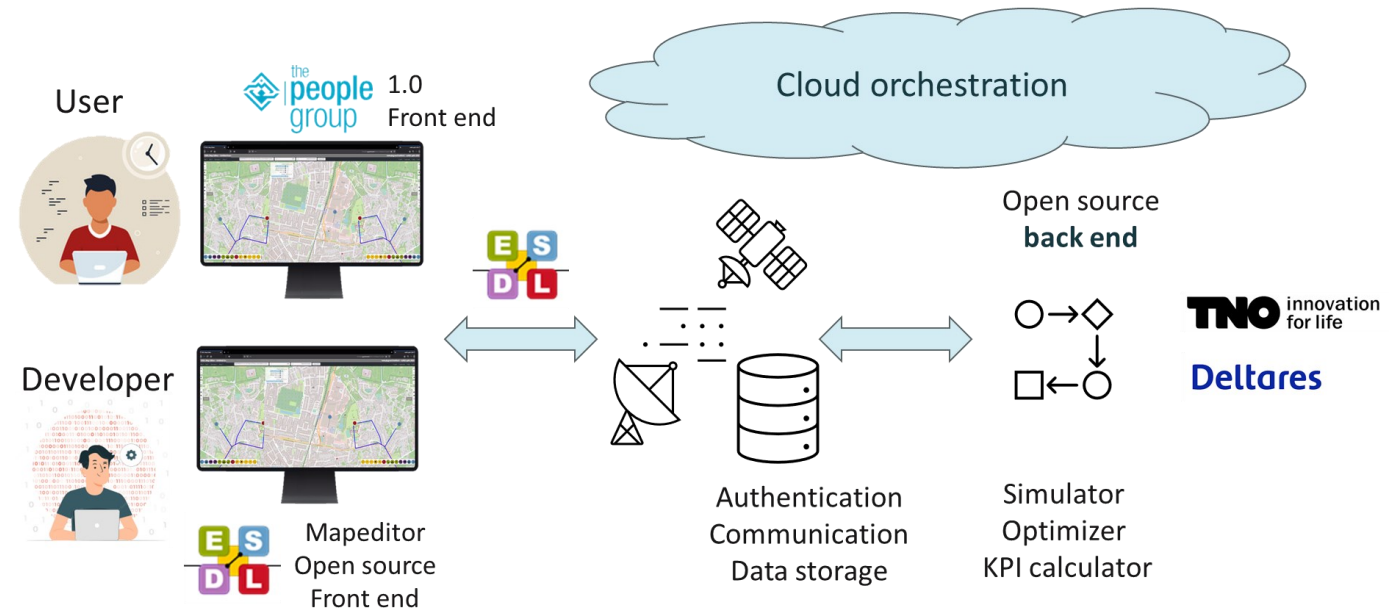 User
the
people
group
1.0
Front end
Cloud orchestration
E S
D L
Open source
back end
TNO innovation
for life
Deltares
Developer
E S
D L
Mapeditor
Open source
Front end
Authentication
Communication
Data storage
Simulator
Optimizer
KPI calculator